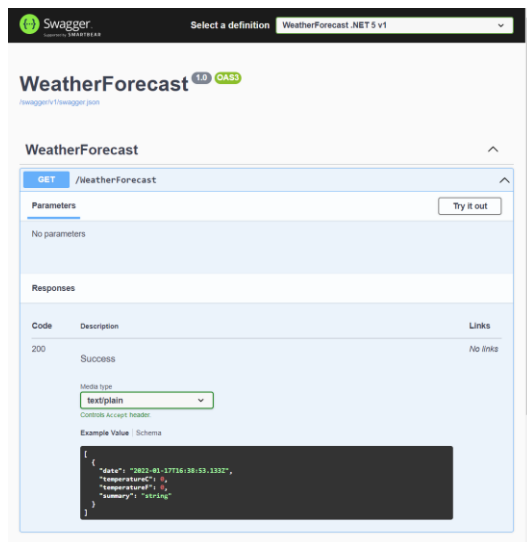 Swagger.
Supported by SMARTBEAR
Select a definition
WeatherForecast .NET 5 v1
WeatherForecast 1.0 OAS3
/swagger/v1/swagger.json
WeatherForecast
GET /WeatherForecast
Parameters
Try it out
No parameters
Responses
Code Description Links
200 Success No links
Media type
text/plain
Controls Accept header.
Example Value | Schema
[
{
"date": "2022-01-17T16:38:53.133Z",
"temperatureC": 0,
"temperatureF": 0,
"summary": "string"
}
]